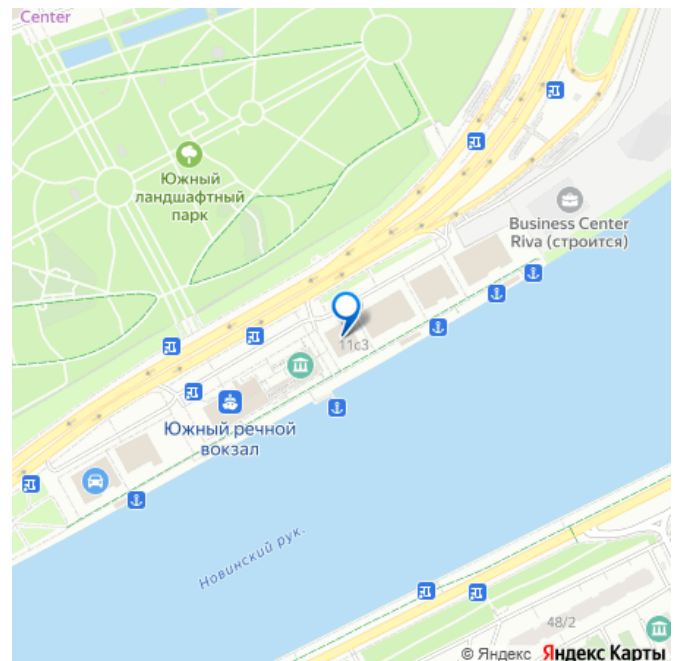 Center
Южный
ландшафтный
парк
Business Center
Riva (строится)
11с3
Южный речной
вокзал
Новинский рук.
48/2
© Яндекс Яндекс Карты